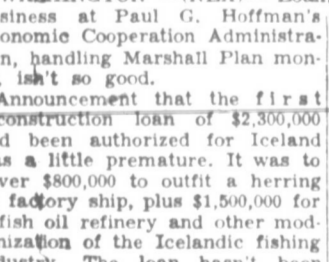 siness at Paul G. Hoffman's
onomic Cooperation Administra-
n, handling Marshall Plan mon-
, isn't so good.
Announcement that the first
construction loan of $2,300,000
d been authorized for Iceland
as a little premature. It was to
ver $800,000 to outfit a herring
factory ship, plus $1,500,000 for
fish oil refinery and other mod-
nization of the Icelandic fishing
The loan hasn't been